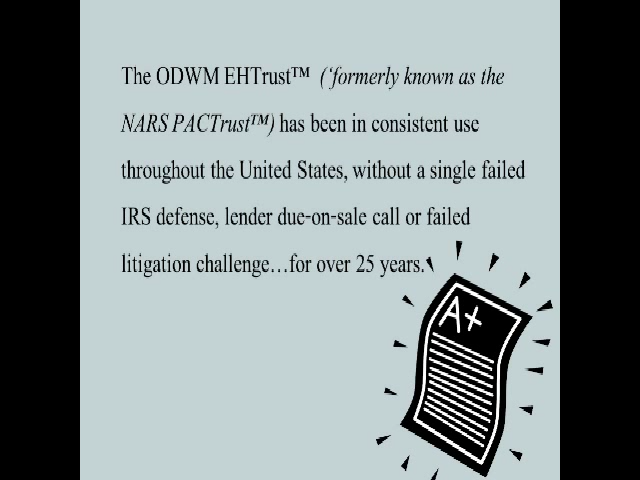 The ODWM EHTrust™ (‘formerly known as the
NARS PACTrust™) has been in consistent use
throughout the United States, without a single failed
IRS defense, lender due-on-sale call or failed
litigation challenge…for over 25 years.
A+